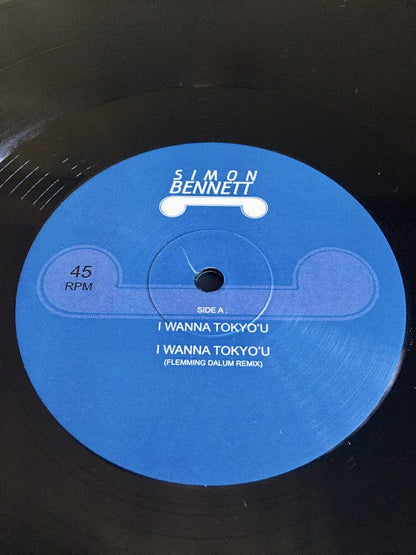 SIMON
BENNETT
45
RPM
SIDE A :
I WANNA TOKYO'U
I WANNA TOKYO'U
(FLEMMING DALUM REMIX)